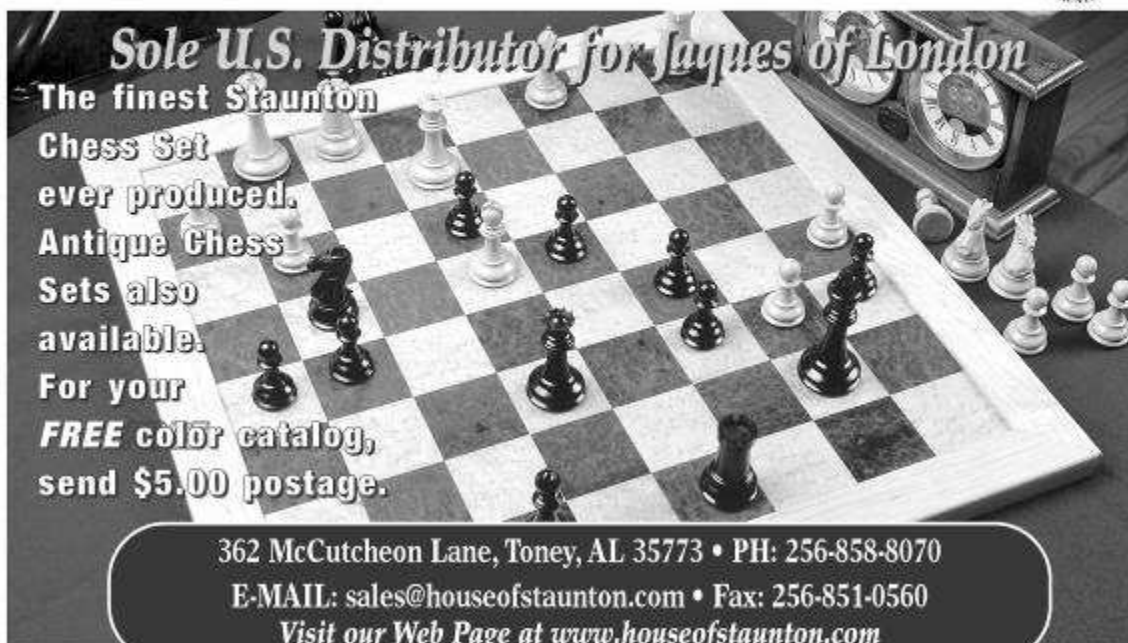 Sole U.S. Distributor for Jaques of London
The finest Staunton
Chess Set
ever produced.
Antique Chess
Sets also
available.
For your
FREE color catalog,
send $5.00 postage.
362 McCutcheon Lane, Toney, AL 35773 • PH: 256-858-8070
E-MAIL: sales@houseofstaunton.com • Fax: 256-851-0560
Visit our Web Page at www.houseofstaunton.com